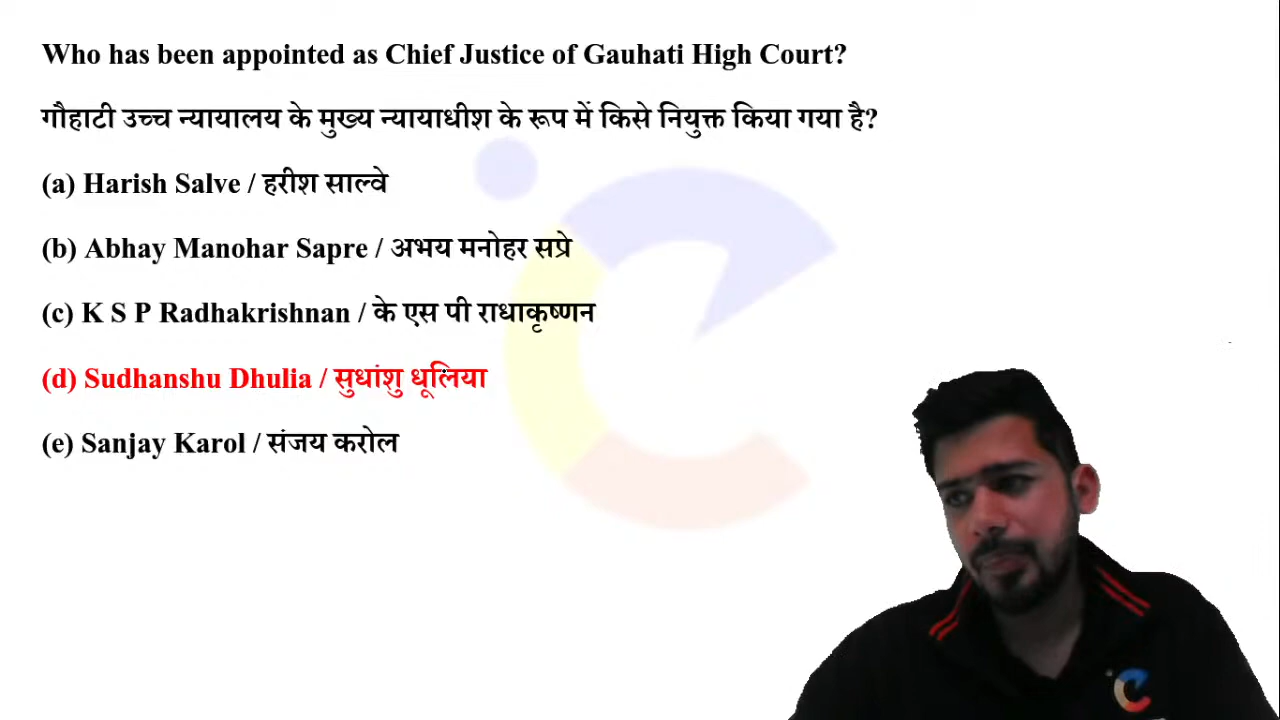 Who has been appointed as Chief Justice of Gauhati High Court?
गौहाटी उच्च न्यायालय के मुख्य न्यायाधीश के रूप में किसे नियुक्त किया गया है?
(a) Harish Salve / हरीश साल्वे
(b) Abhay Manohar Sapre / अभय मनोहर सप्रे
(c) K S P Radhakrishnan / के एस पी राधाकृष्णन
(d) Sudhanshu Dhulia / सुधांशु धूलिया
(e) Sanjay Karol / संजय करोल